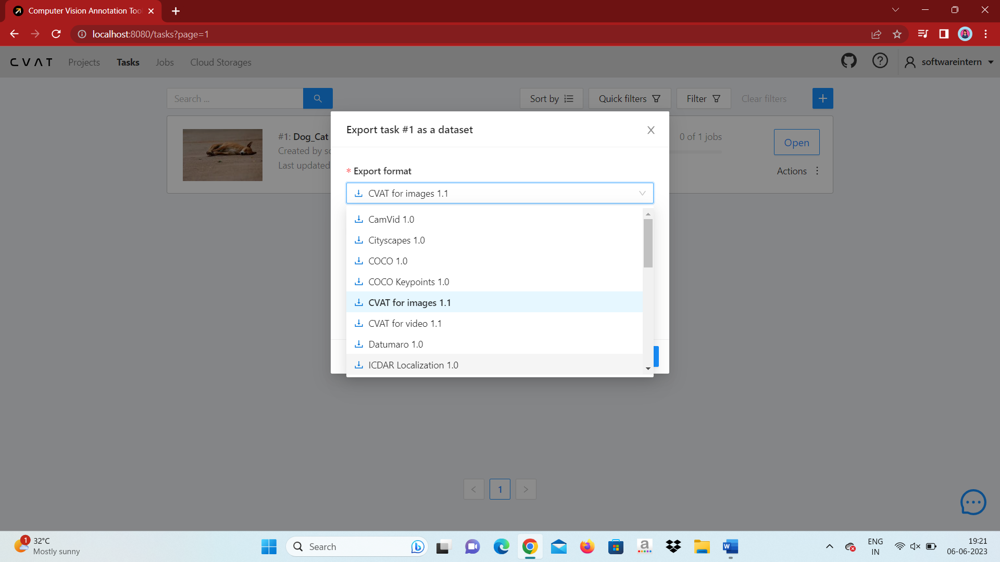 Computer Vision Annotation Too
localhost:8080/tasks?page=1
CVAT Projects Tasks Jobs Cloud Storages softwareintern
Search ... Sort by Quick filters Filter Clear filters
Export task #1 as a dataset
#1: Dog_Cat
Created by so
Last updated
0 of 1 jobs
Open
Actions
* Export format
CVAT for images 1.1
CamVid 1.0
Cityscapes 1.0
COCO 1.0
COCO Keypoints 1.0
CVAT for images 1.1
CVAT for video 1.1
Datumaro 1.0
ICDAR Localization 1.0
1
1
32°C
Mostly sunny
Search
a
W
ENG
IN
19:21
06-06-2023